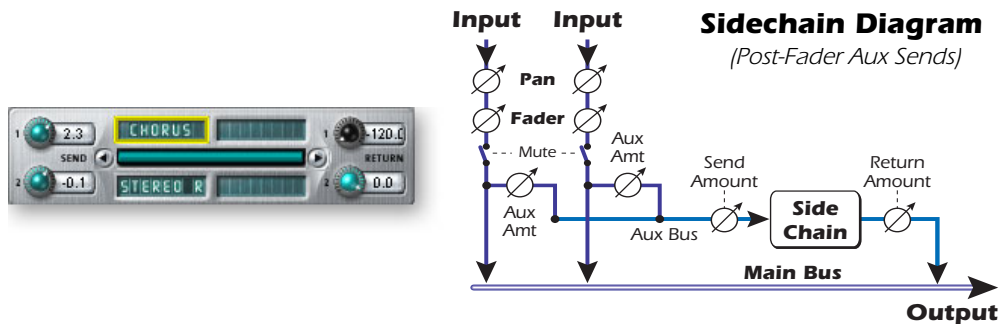 1 2.3 CHORUS 1 -120.0
SEND RETURN
2 -0.1 STEREO R 2 0.0
Input Input Sidechain Diagram
(Post-Fader Aux Sends)
Pan
Fader
Mute
Aux
Amt
Aux
Amt
Aux Bus
Send
Amount
Side
Chain
Return
Amount
Main Bus
Output